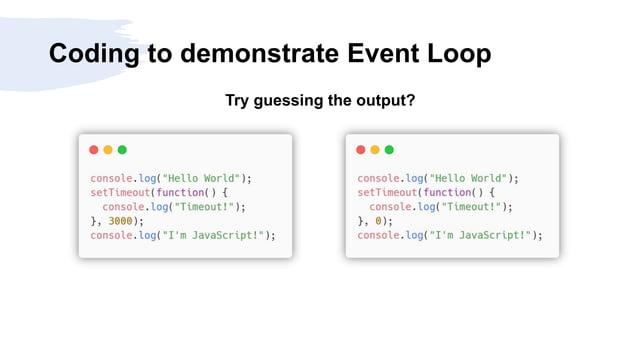 Coding to demonstrate Event Loop
Try guessing the output?
console.log("Hello World");
setTimeout(function() {
  console.log("Timeout!");
}, 3000);
console.log("I'm JavaScript!");
console.log("Hello World");
setTimeout(function() {
  console.log("Timeout!");
}, 0);
console.log("I'm JavaScript!");